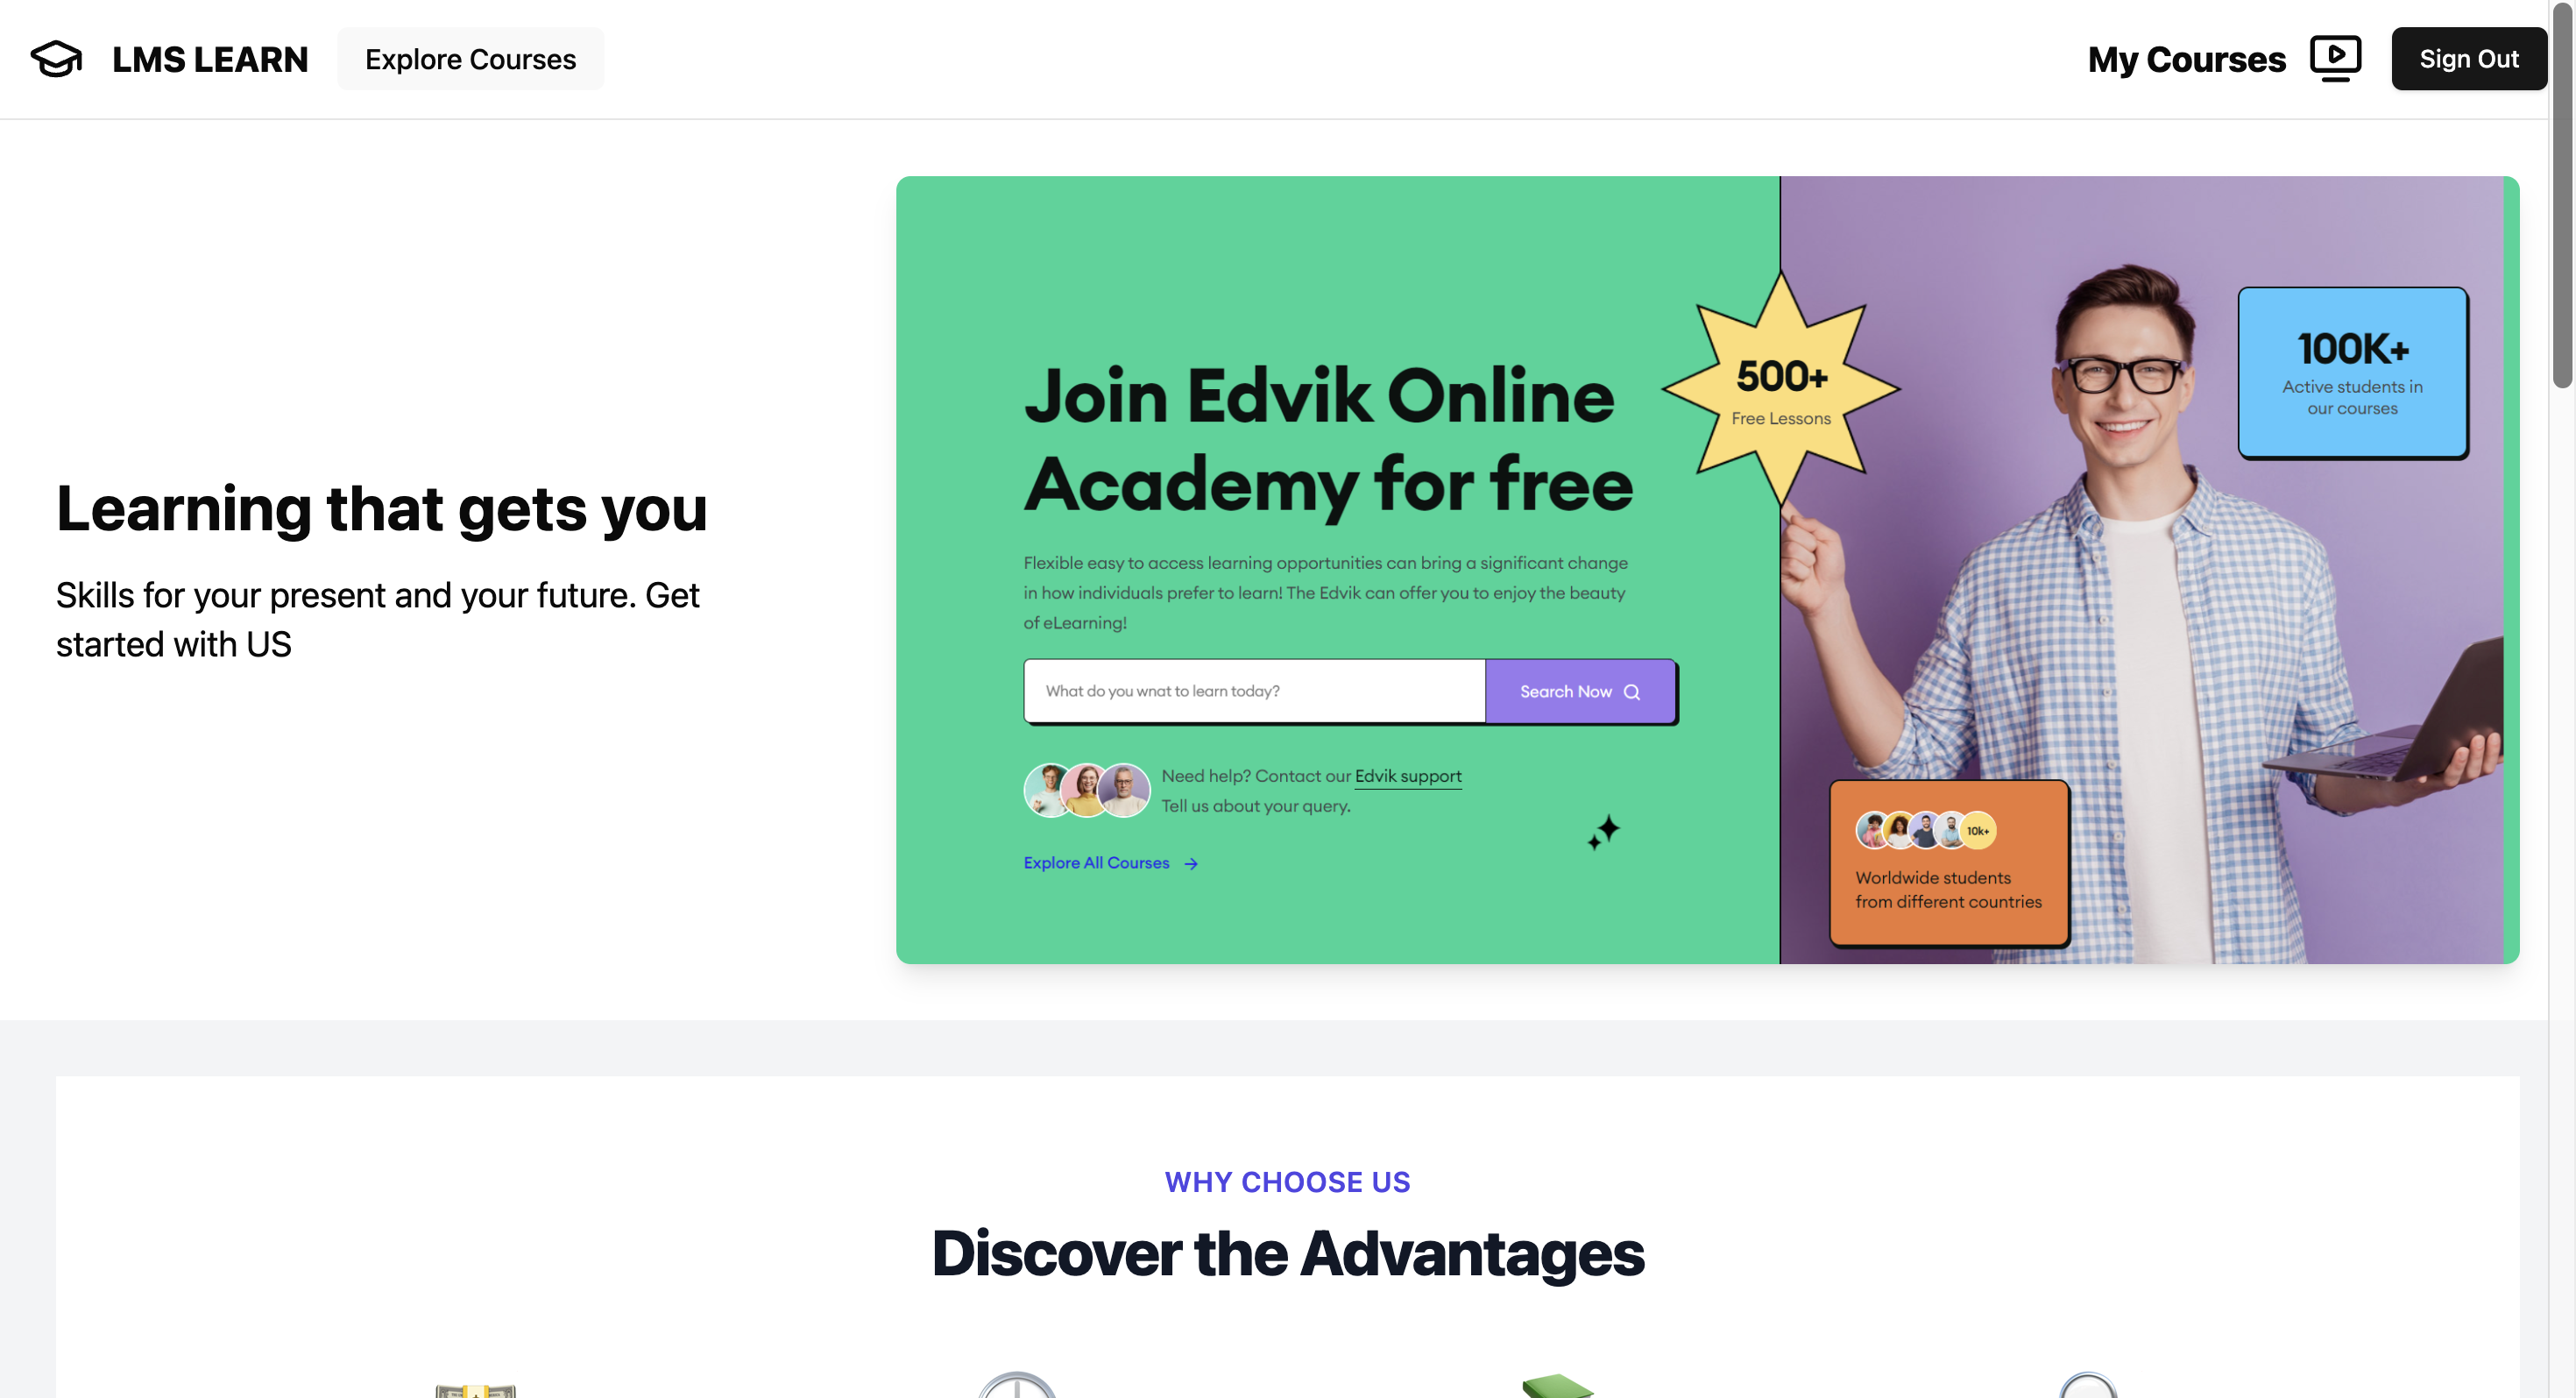 LMS LEARN
Explore Courses
My Courses
Sign Out
Learning that gets you
Skills for your present and your future. Get
started with US
Join Edvik Online
Academy for free
Flexible easy to access learning opportunities can bring a significant change
in how individuals prefer to learn! The Edvik can offer you to enjoy the beauty
of eLearning!
What do you wnat to learn today?
Search Now
Need help? Contact our Edvik support
Tell us about your query.
Explore All Courses
500+
Free Lessons
100K+
Active students in
our courses
10k+
Worldwide students
from different countries
WHY CHOOSE US
Discover the Advantages